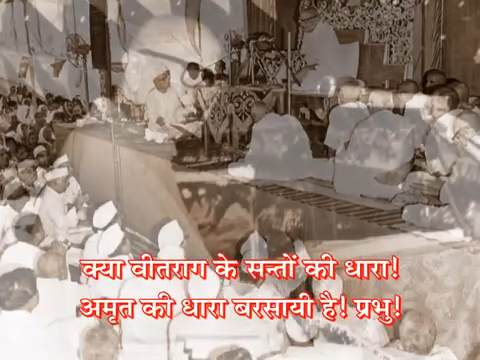 क्या वीतराग के सन्तों की धारा!
अमृत की धारा बरसायी है! प्रभु!